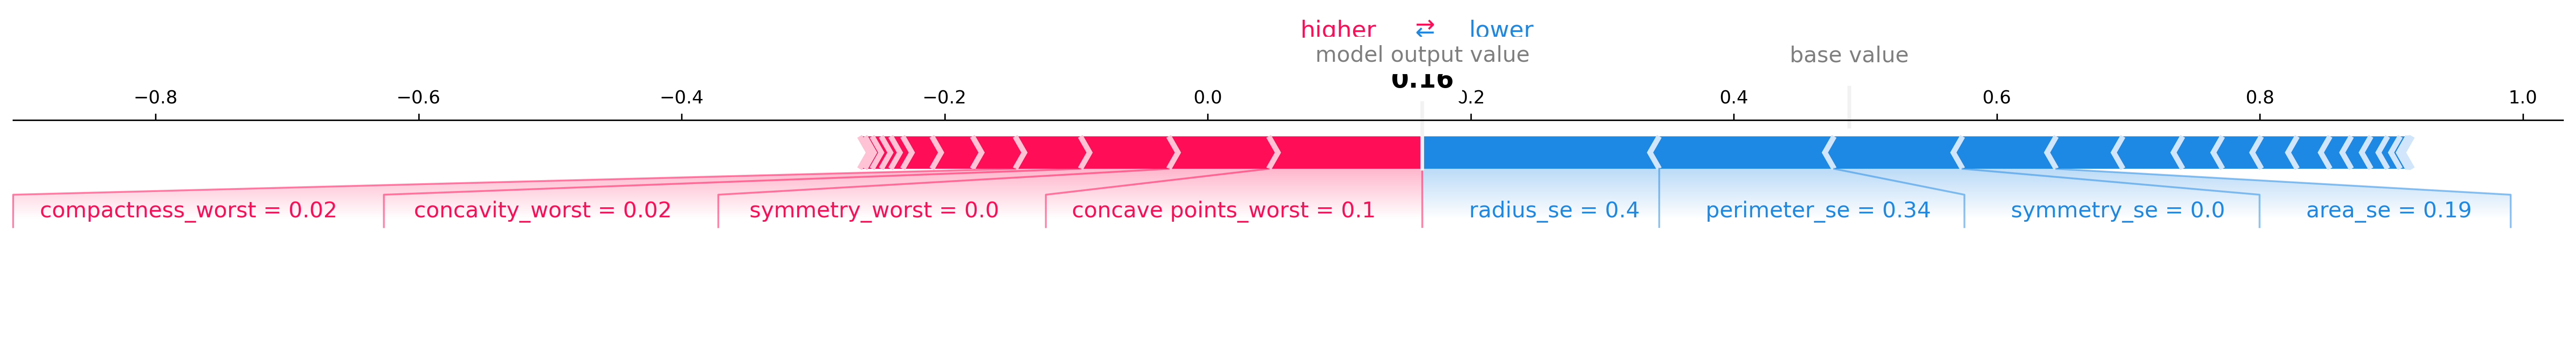 higher ⇄ lower
model output value base value
0.16
−0.8 −0.6 −0.4 −0.2 0.0 0.2 0.4 0.6 0.8 1.0
compactness_worst = 0.02 concavity_worst = 0.02 symmetry_worst = 0.0 concave points_worst = 0.1 radius_se = 0.4 perimeter_se = 0.34 symmetry_se = 0.0 area_se = 0.19